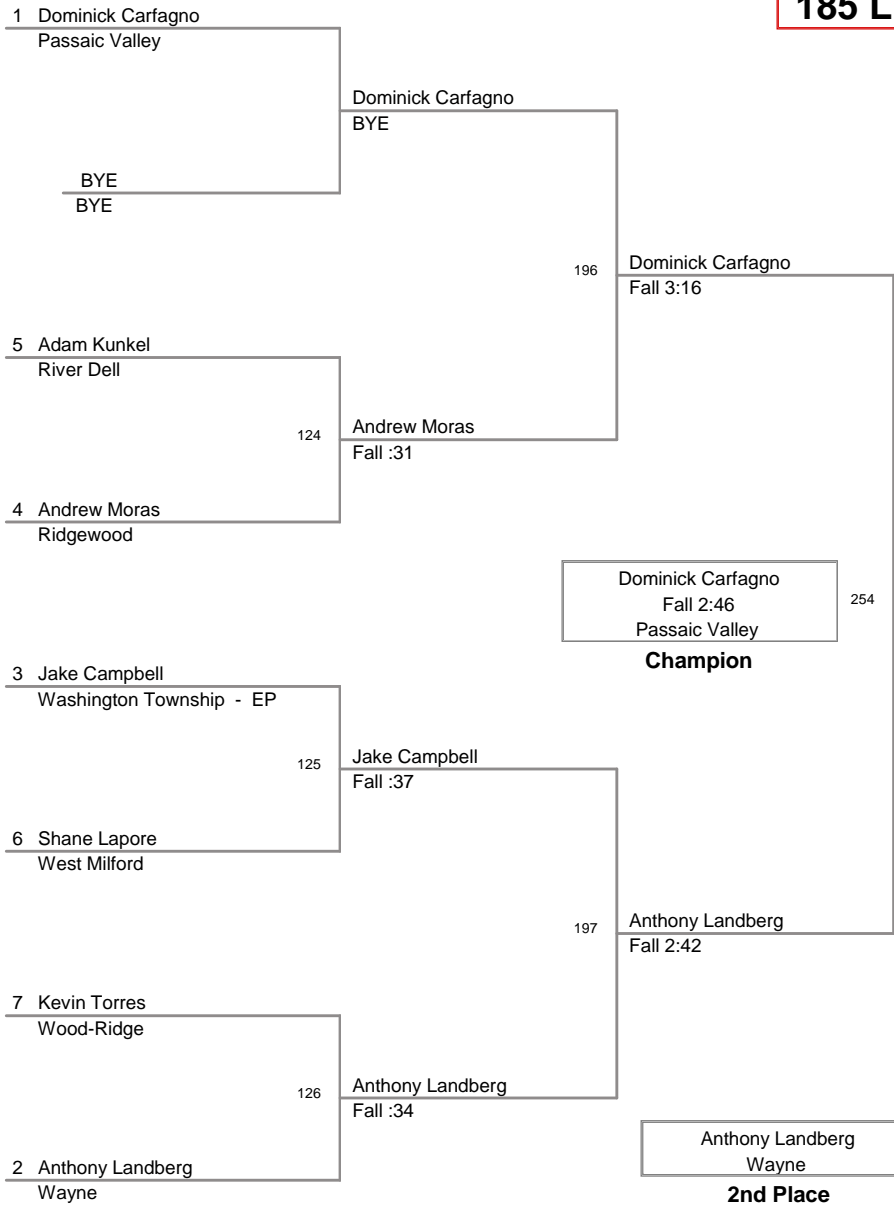 185 L
1 Dominick Carfagno
Passaic Valley
Dominick Carfagno
BYE
BYE
BYE
196
Dominick Carfagno
Fall 3:16
5 Adam Kunkel
River Dell
124
Andrew Moras
Fall :31
4 Andrew Moras
Ridgewood
Dominick Carfagno
Fall 2:46
Passaic Valley
254
Champion
3 Jake Campbell
Washington Township - EP
125
Jake Campbell
Fall :37
6 Shane Lapore
West Milford
197
Anthony Landberg
Fall 2:42
7 Kevin Torres
Wood-Ridge
126
Anthony Landberg
Fall :34
2 Anthony Landberg
Wayne
Anthony Landberg
Wayne
2nd Place